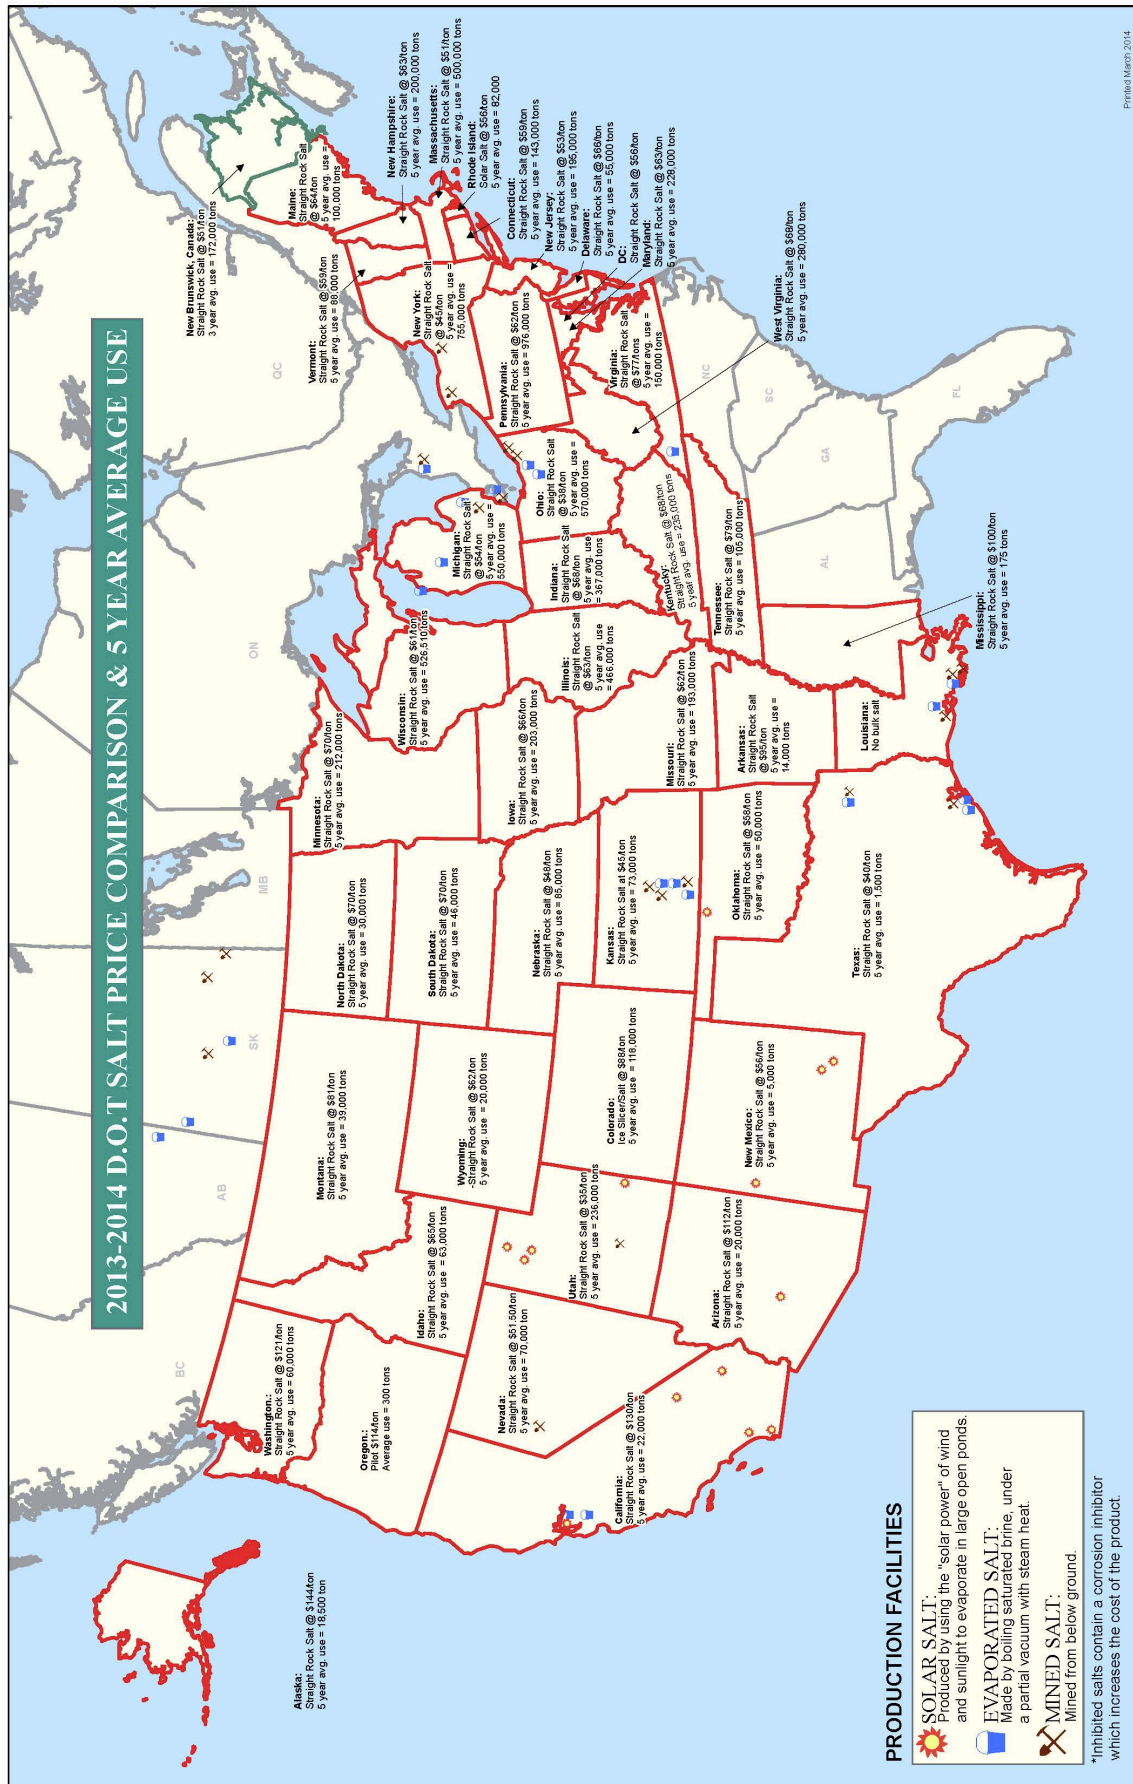 2013-2014 D.O.T SALT PRICE COMPARISON & 5 YEAR AVERAGE USE
Alaska:
Straight Rock Salt @ $144/ton
5 year avg. use = 18,500 ton
Washington.:
Straight Rock Salt @ $121/ton
5 year avg. use = 60,000 tons
Oregon.:
Pilot $114/ton
Average use = 300 tons
California:
Straight Rock Salt @ $130/ton
5 year avg. use = 22,000 tons
Nevada:
Straight Rock Salt @ $51.50/ton
5 year avg. use = 70,000 ton
Idaho:
Straight Rock Salt @ $65/ton
5 year avg. use = 63,000 tons
Montana:
Straight Rock Salt @ $81/ton
5 year avg. use = 39,000 tons
Wyoming:
-Straight Rock Salt @ $62/ton
5 year avg. use = 20,000 tons
Utah:
Straight Rock Salt @ $35/ton
5 year avg. use = 236,000 tons
Arizona:
Straight Rock Salt @ $112/ton
5 year avg. use = 20,000 tons
Colorado:
Ice Slicer/Salt @ $88/ton
5 year avg. use = 118,000 tons
New Mexico:
Straight Rock Salt @ $56/ton
5 year avg. use = 5,000 tons
North Dakota:
Straight Rock Salt @ $70/ton
5 year avg. use = 30,000 tons
South Dakota:
Straight Rock Salt @ $70/ton
5 year avg. use = 46,000 tons
Nebraska:
Straight Rock Salt @ $48/ton
5 year avg. use = 85,000 tons
Kansas:
Straight Rock Salt at $45/ton
5 year avg. use = 73,000 tons
Oklahoma:
Straight Rock Salt @ $58/ton
5 year avg. use = 50,000 tons
Texas:
Straight Rock Salt @ $40/ton
5 year avg. use = 1,500 tons
Minnesota:
Straight Rock Salt @ $70/ton
5 year avg. use = 212,000 tons
Iowa:
Straight Rock Salt @ $66/ton
5 year avg. use = 203,000 tons
Missouri:
Straight Rock Salt @ $62/ton
5 year avg. use = 193,000 tons
Arkansas:
Straight Rock Salt
@ $95/ton
5 year avg. use =
14,000 tons
Louisiana:
No bulk salt
Wisconsin:
Straight Rock Salt @ $61/ton
5 year avg. use = 526,510 tons
Illinois:
Straight Rock Salt
@ $63/ton
5 year avg. use
= 466,000 tons
Michigan:
Straight Rock Salt
@ $54/ton
5 year avg. use =
550,000 tons
Indiana:
Straight Rock Salt
@ $68/ton
5 year avg. use
= 367,000 tons
Ohio:
Straight Rock Salt
@ $38/ton
5 year avg. use =
570,000 tons
Kentucky:
Straight Rock Salt @ $68/ton
5 year avg. use = 235,000 tons
Tennessee:
Straight Rock Salt @ $79/ton
5 year avg. use = 105,000 tons
Mississippi:
Straight Rock Salt @ $100/ton
5 year avg. use = 175 tons
New Brunswick, Canada:
Straight Rock Salt @ $51/ton
3 year avg. use = 172,000 tons
Vermont:
Straight Rock Salt @ $59/ton
5 year avg. use = 88,000 tons
Maine:
Straight Rock Salt
@ $64/ton
5 year avg. use =
100,000 tons
New York:
Straight Rock Salt
@ $45/ton
5 year avg. use =
755,000 tons
Pennsylvania:
Straight Rock Salt @ $62/ton
5 year avg. use = 976,000 tons
Virginia:
Straight Rock Salt
@ $77/tons
5 year avg. use =
150,000 tons
New Hampshire:
Straight Rock Salt @ $63/ton
5 year avg. use = 200,000 tons
Massachusetts:
Straight Rock Salt @ $51/ton
5 year avg. use = 500,000 tons
Rhode Island:
Solar Salt @ $56/ton
5 year avg. use = 82,000
Connecticut:
Straight Rock Salt @ $59/ton
5 year avg. use = 143,000 tons
New Jersey:
Straight Rock Salt @ $53/ton
5 year avg. use = 195,000 tons
Delaware:
Straight Rock Salt @ $66/ton
5 year avg. use = 55,000 tons
DC:
Straight Rock Salt @ $56/ton
Maryland:
Straight Rock Salt @ $63/ton
5 year avg. use = 228,000 tons
West Virginia:
Straight Rock Salt @ $68/ton
5 year avg. use = 280,000 tons
BC
AB
SK
MB
ON
QC
NC
SC
GA
AL
FL
PRODUCTION FACILITIES
SOLAR SALT:
Produced by using the "solar power" of wind
and sunlight to evaporate in large open ponds.
EVAPORATED SALT:
Made by boiling saturated brine, under
a partial vacuum with steam heat.
MINED SALT:
Mined from below ground.
*Inhibited salts contain a corrosion inhibitor
which increases the cost of the product.
Printed March 2014